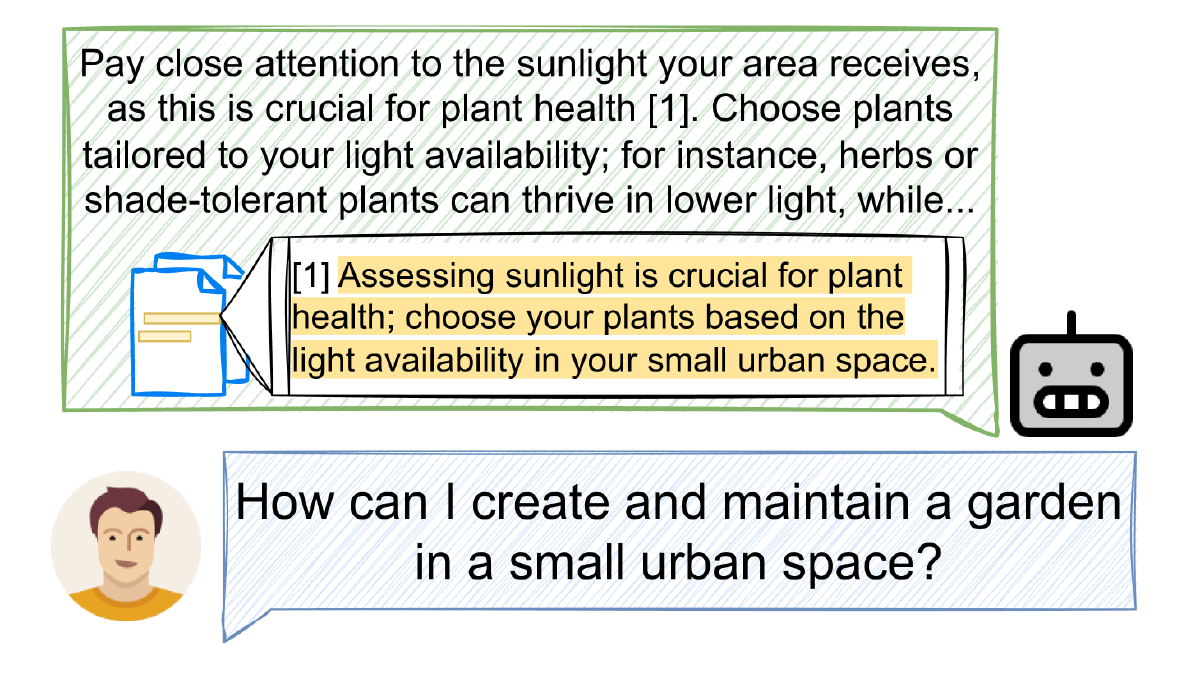 Pay close attention to the sunlight your area receives,
as this is crucial for plant health [1]. Choose plants
tailored to your light availability; for instance, herbs or
shade-tolerant plants can thrive in lower light, while...
[1] Assessing sunlight is crucial for plant
health; choose your plants based on the
light availability in your small urban space.
How can I create and maintain a garden
in a small urban space?